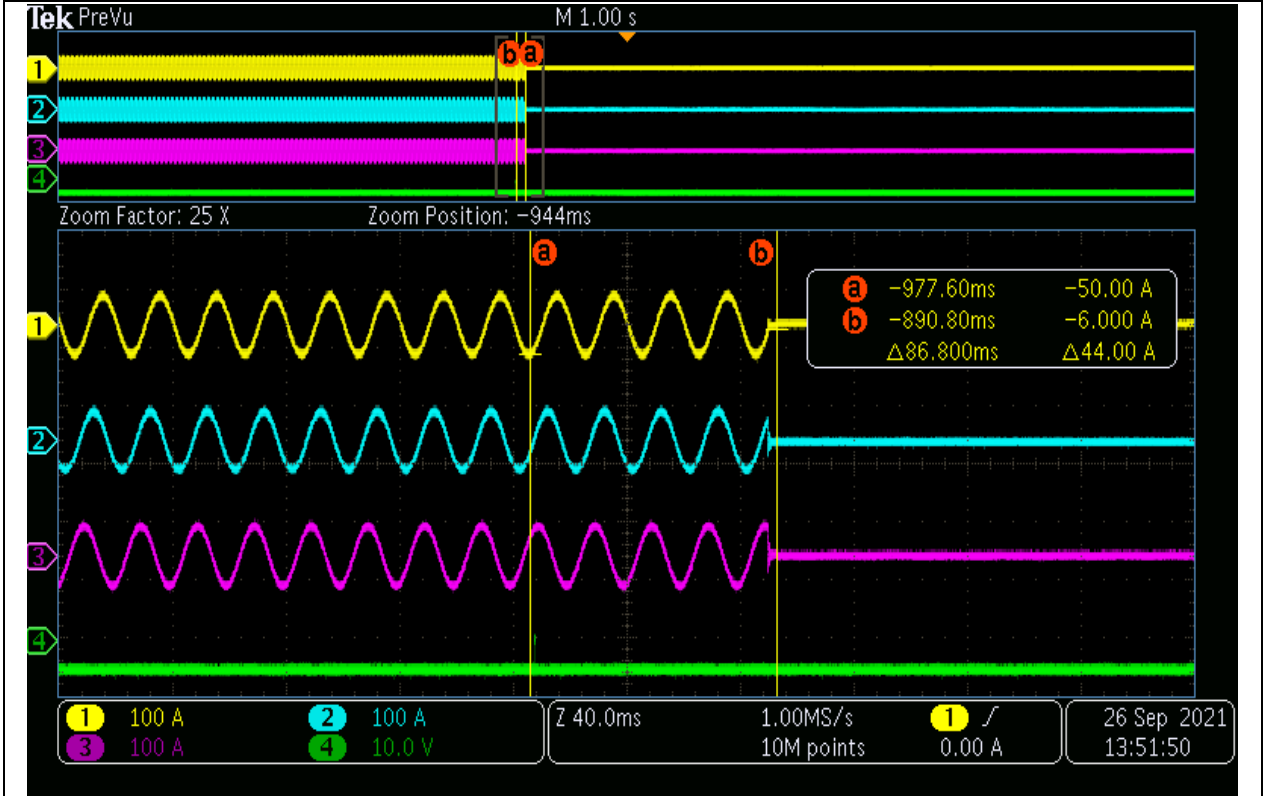 Tek PreVu M 1.00 s
b a
1
2
3
4
Zoom Factor: 25 X Zoom Position: -944ms
a b
a -977.60ms -50.00 A
b -890.80ms -6.000 A
△86.800ms △44.00 A
1
2
3
4
1 100 A 2 100 A Z 40.0ms 1.00MS/s 1 26 Sep 2021
3 100 A 4 10.0 V 10M points 0.00 A 13:51:50